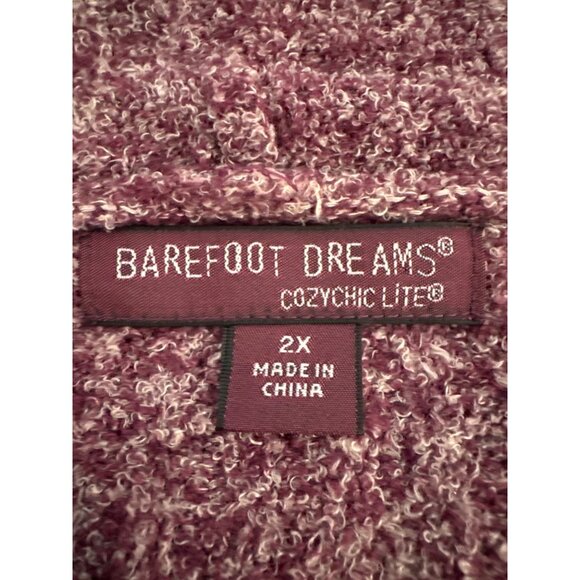 BAREFOOT DREAMS®
COZYCHIC LITE®
2X
MADE IN
CHINA